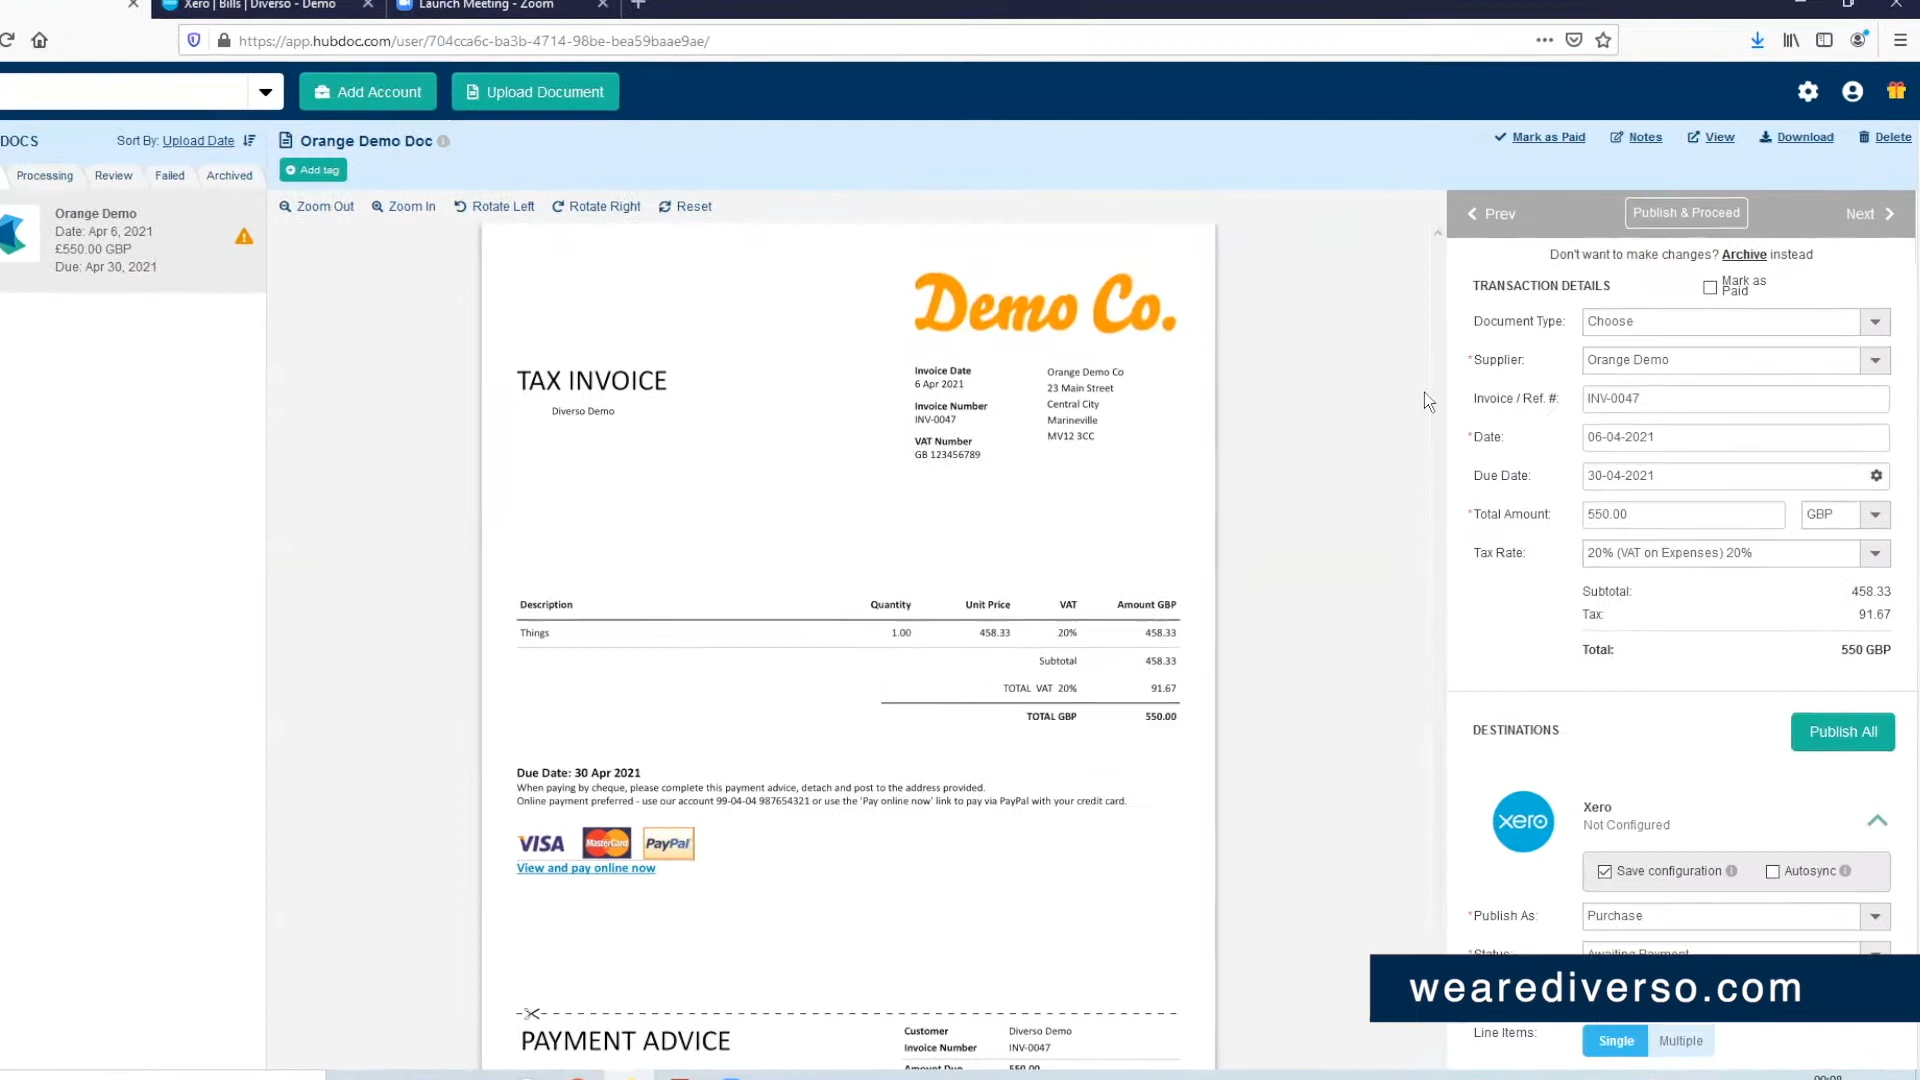 Xero | Bills | Diverso - Demo
Launch Meeting - Zoom
https://app.hubdoc.com/user/704cca6c-ba3b-4714-98be-bea59baae9ae/
Add Account
Upload Document
DOCS
Sort By: Upload Date
Processing
Review
Failed
Archived
Orange Demo
Date: Apr 6, 2021
£550.00 GBP
Due: Apr 30, 2021
Orange Demo Doc
Add tag
Mark as Paid
Notes
View
Download
Delete
Zoom Out
Zoom In
Rotate Left
Rotate Right
Reset
Demo Co.
TAX INVOICE
Diverso Demo
Invoice Date
6 Apr 2021
Invoice Number
INV-0047
VAT Number
GB 123456789
Orange Demo Co
23 Main Street
Central City
Marineville
MV12 3CC
Description Quantity Unit Price VAT Amount GBP
Things 1.00 458.33 20% 458.33
Subtotal 458.33
TOTAL VAT 20% 91.67
TOTAL GBP 550.00
Due Date: 30 Apr 2021
When paying by cheque, please complete this payment advice, detach and post to the address provided.
Online payment preferred - use our account 99-04-04 987654321 or use the 'Pay online now' link to pay via PayPal with your credit card.
VISA MasterCard PayPal
View and pay online now
PAYMENT ADVICE
Customer Diverso Demo
Invoice Number INV-0047
Amount Due 550.00
Prev
Publish & Proceed
Next
Don't want to make changes? Archive instead
TRANSACTION DETAILS
Mark as
Paid
Document Type: Choose
*Supplier: Orange Demo
Invoice / Ref. #: INV-0047
*Date: 06-04-2021
Due Date: 30-04-2021
*Total Amount: 550.00 GBP
Tax Rate: 20% (VAT on Expenses) 20%
Subtotal: 458.33
Tax: 91.67
Total: 550 GBP
DESTINATIONS
Publish All
xero
Xero
Not Configured
Save configuration
Autosync
*Publish As: Purchase
*Status: Awaiting Payment
wearediverso.com
Line Items: Single Multiple